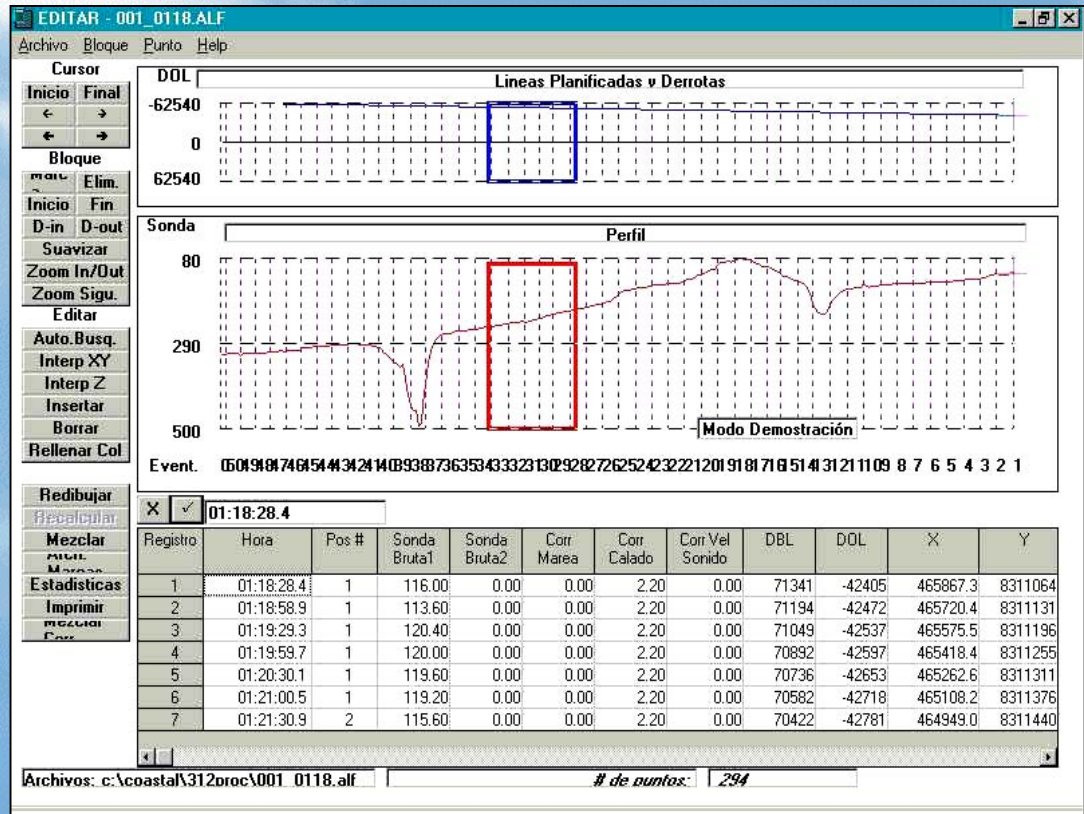 EDITAR - 001_0118.ALF
Archivo Bloque Punto Help
Cursor
Inicio Final
Bloque
Elim.
Inicio Fin
D-in D-out
Suavizar
Zoom In/Out
Zoom Sigu.
Editar
Auto.Busq.
Interp XY
Interp Z
Insertar
Borrar
Rellenar Col
Redibujar
Recalcular
Mezclar
Estadisticas
Imprimir
DOL
Lineas Planificadas y Derrotas
-62540
0
62540
Sonda
Perfil
80
290
500
Modo Demostración
Event.
9 8 7 6 5 4 3 2 1
X ✓ 01:18:28.4
Registro Hora Pos # Sonda Bruta1 Sonda Bruta2 Corr Marea Corr Calado Corr Vel Sonido DBL DOL X Y
1 01:18:28.4 1 116.00 0.00 0.00 2.20 0.00 71341 -42405 465867.3 8311064
2 01:18:58.9 1 113.60 0.00 0.00 2.20 0.00 71194 -42472 465720.4 8311131
3 01:19:29.3 1 120.40 0.00 0.00 2.20 0.00 71049 -42537 465575.5 8311196
4 01:19:59.7 1 120.00 0.00 0.00 2.20 0.00 70892 -42597 465418.4 8311255
5 01:20:30.1 1 119.60 0.00 0.00 2.20 0.00 70736 -42653 465262.6 8311311
6 01:21:00.5 1 119.20 0.00 0.00 2.20 0.00 70582 -42718 465108.2 8311376
7 01:21:30.9 2 115.60 0.00 0.00 2.20 0.00 70422 -42781 464949.0 8311440
Archivos: c:\coastal\312proc\001_0118.alf
# de puntos: 294